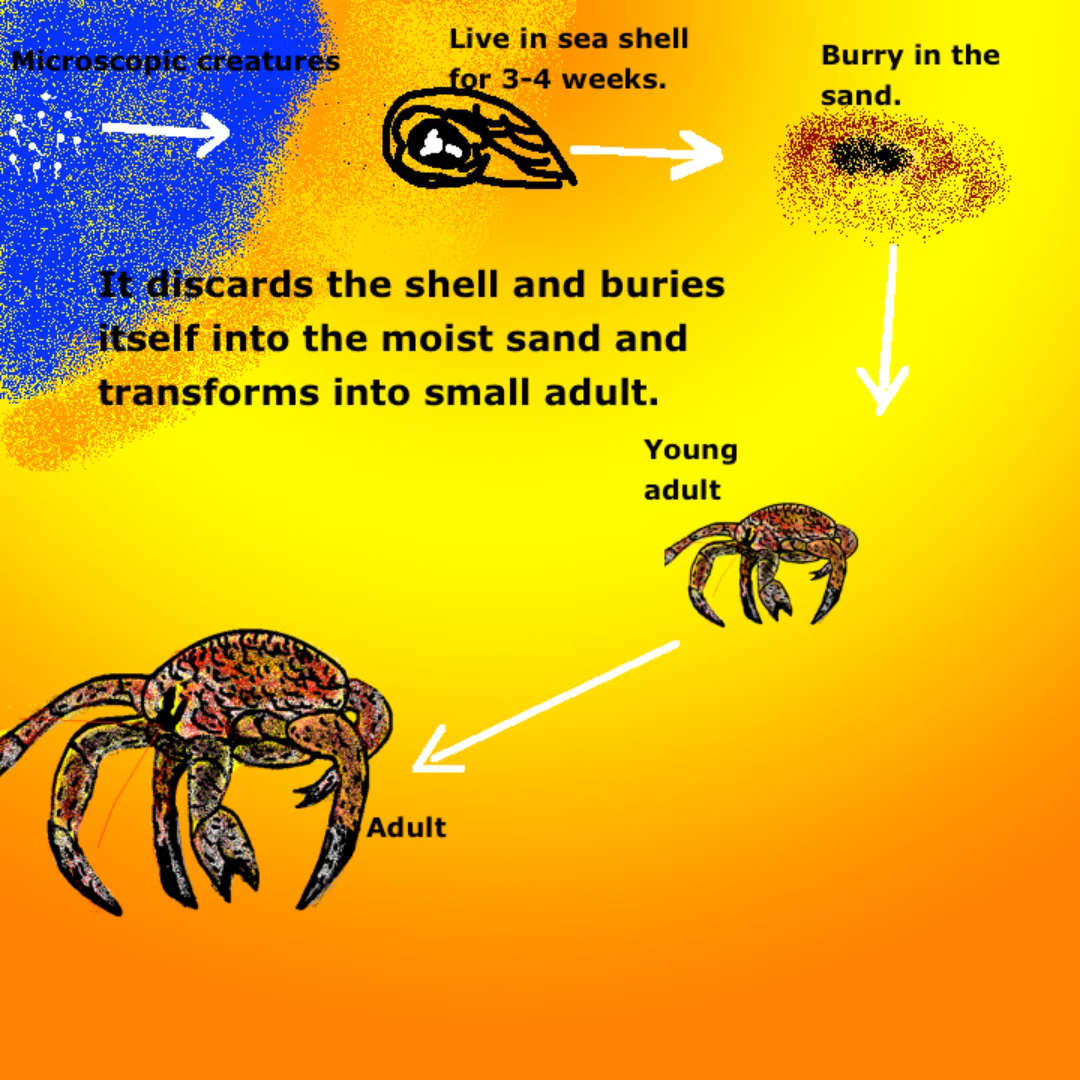 Microscopic creatures
Live in sea shell
for 3-4 weeks.
Burry in the
sand.
It discards the shell and buries
itself into the moist sand and
transforms into small adult.
Young
adult
Adult